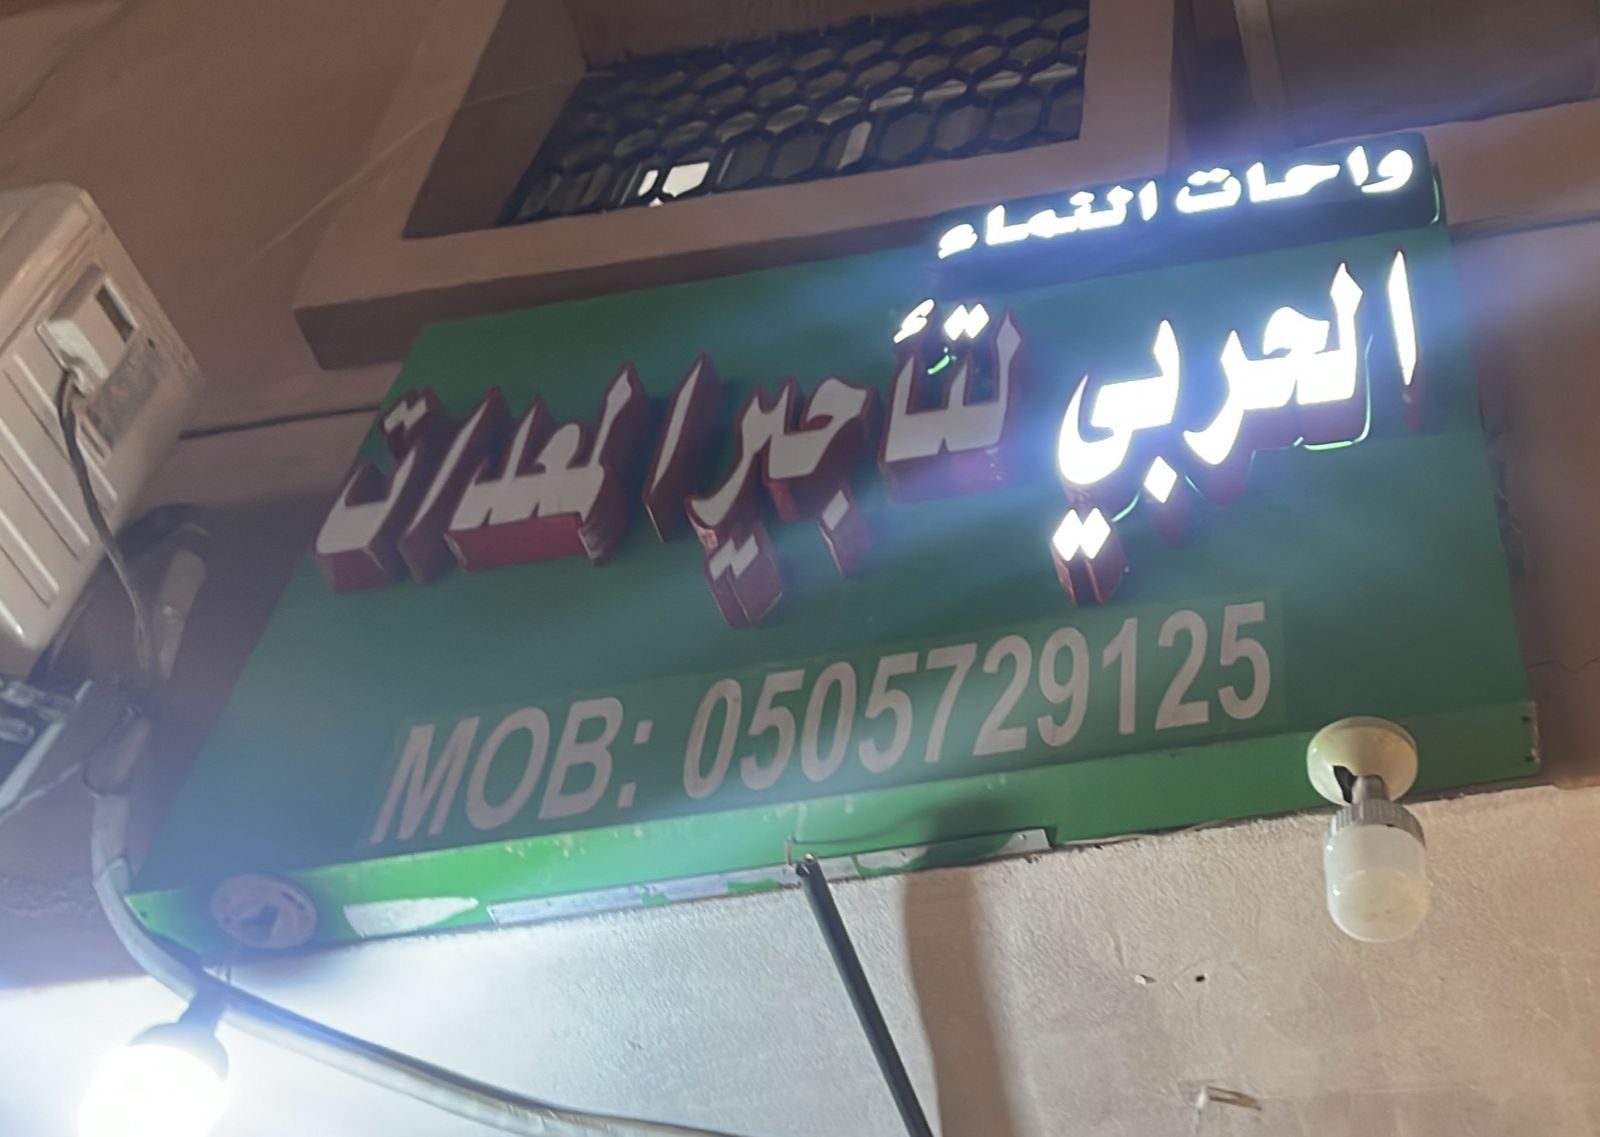 واحات النماء
الحربي لتأجير المعدات
MOB: 0505729125